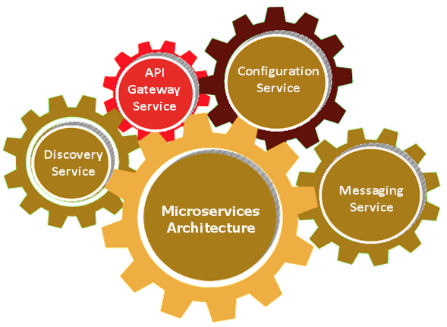 API
Gateway
Service
Configuration
Service
Discovery
Service
Messaging
Service
Microservices
Architecture